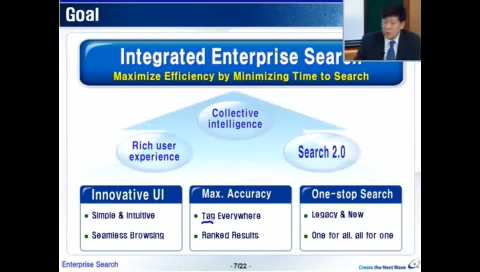 Goal
Integrated Enterprise Search
Maximize Efficiency by Minimizing Time to Search
Collective
intelligence
Rich user
experience
Search 2.0
Innovative UI
Simple & Intuitive
Seamless Browsing
Max. Accuracy
Tag Everywhere
Ranked Results
One-stop Search
Legacy & New
One for all, all for one
Enterprise Search
- 7/22 -
Create the Next Wave